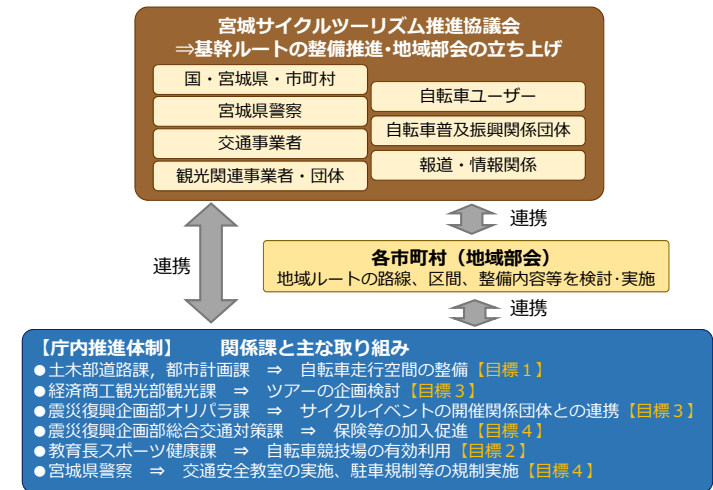 宮城サイクルツーリズム推進協議会
⇒基幹ルートの整備推進・地域部会の立ち上げ
国・宮城県・市町村
宮城県警察
交通事業者
観光関連事業者・団体
自転車ユーザー
自転車普及振興関係団体
報道・情報関係
連携
連携
各市町村（地域部会）
地域ルートの路線、区間、整備内容等を検討・実施
連携
【庁内推進体制】　関係課と主な取り組み
●土木部道路課，都市計画課　⇒　自転車走行空間の整備【目標１】
●経済商工観光部観光課　⇒　ツアーの企画検討【目標３】
●震災復興企画部オリパラ課　⇒　サイクルイベントの開催関係団体との連携【目標３】
●震災復興企画部総合交通対策課　⇒　保険等の加入促進【目標４】
●教育長スポーツ健康課　⇒　自転車競技場の有効利用【目標２】
●宮城県警察　⇒　交通安全教室の実施、駐車規制等の規制実施【目標４】